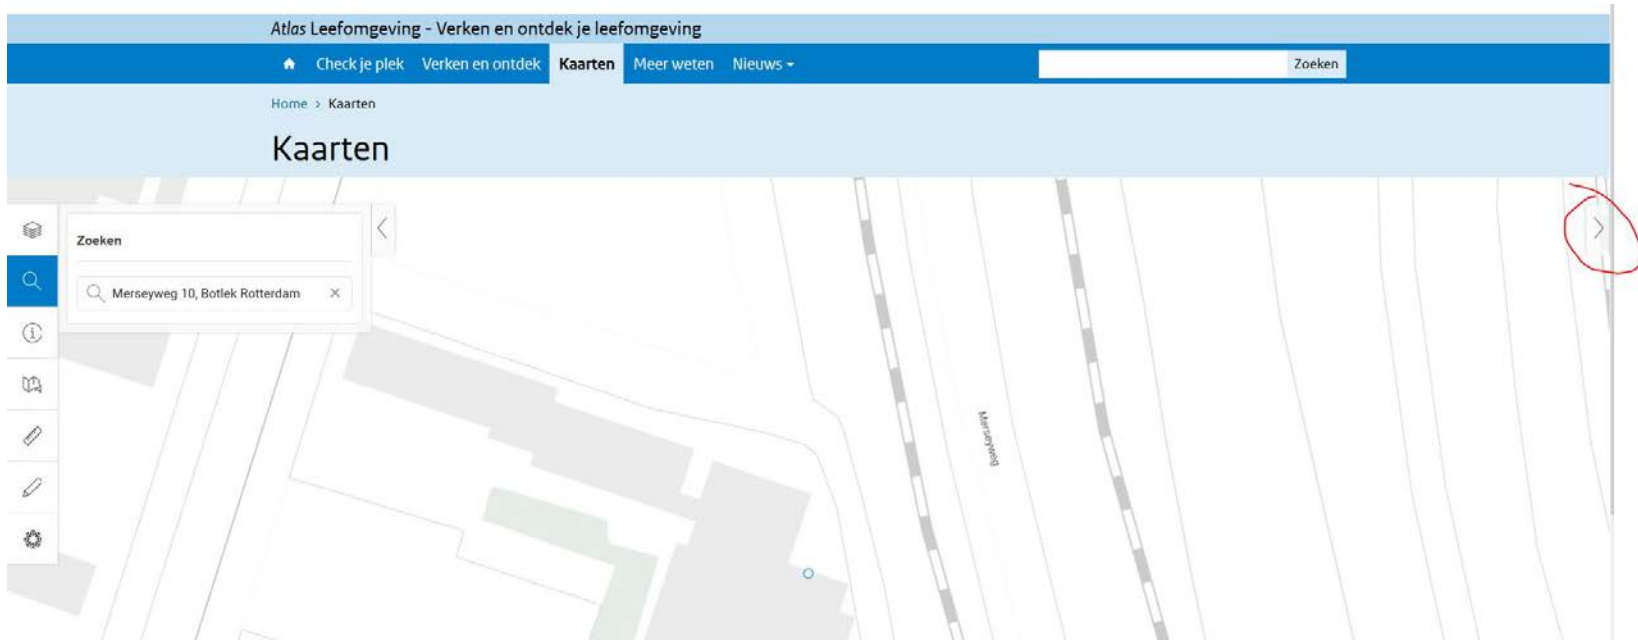 Atlas Leefomgeving - Verken en ontdek je leefomgeving
Check je plek Verken en ontdek Kaarten Meer weten Nieuws Zoeken
Home > Kaarten
Kaarten
Zoeken
Merseyweg 10, Botlek Rotterdam
Merseyweg